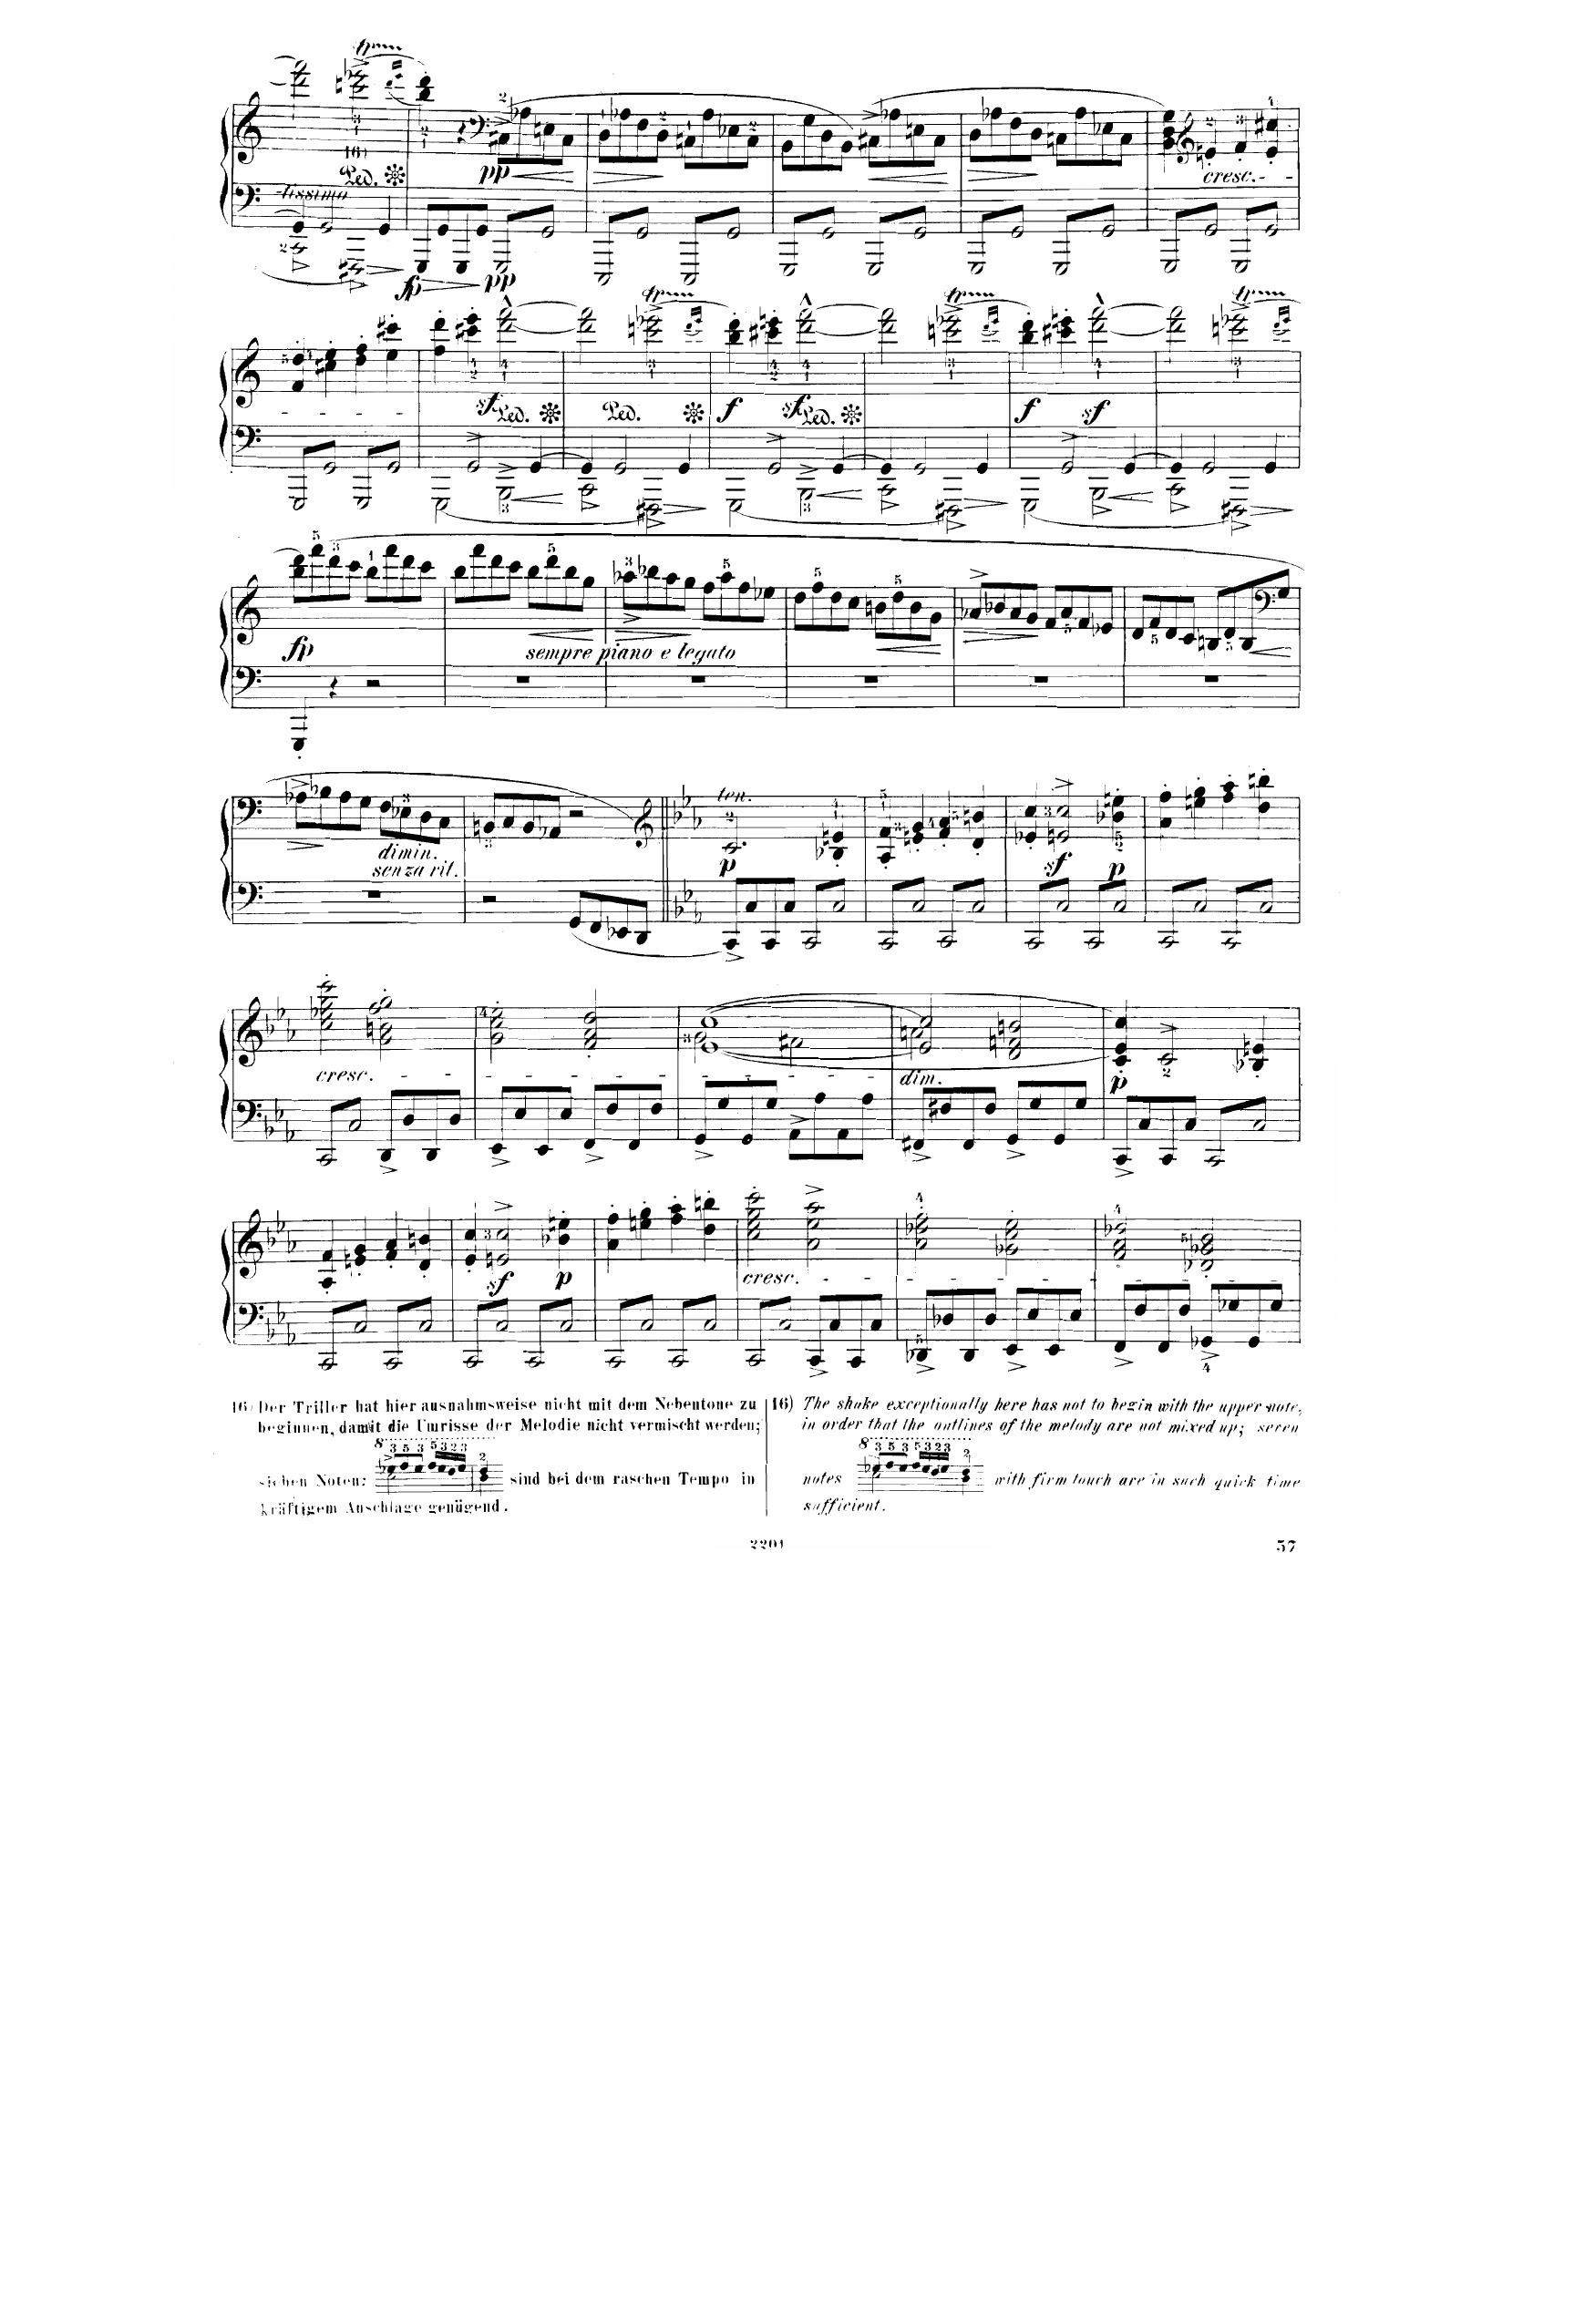 16)
Ped.
tissimo
pp
cresc.
fp
pp
sf
Ped.
Ped.
f
sf
Ped.
f
sf
fp
sempre piano e legato
dimin.
senza rit.
ten.
p
sf
p
cresc.
dim.
p
sf
p
cresc.
16) Der Triller hat hier ausnahmsweise nicht mit dem Nebentone zu
beginnen, damit die Umrisse der Melodie nicht vermischt werden;
sieben Noten: sind bei dem raschen Tempo in
kräftigem Anschlage genügend.
16) The shake exceptionally here has not to begin with the upper note,
in order that the outlines of the melody are not mixed up; seven
notes with firm touch are in such quick time
sufficient.
2201
57